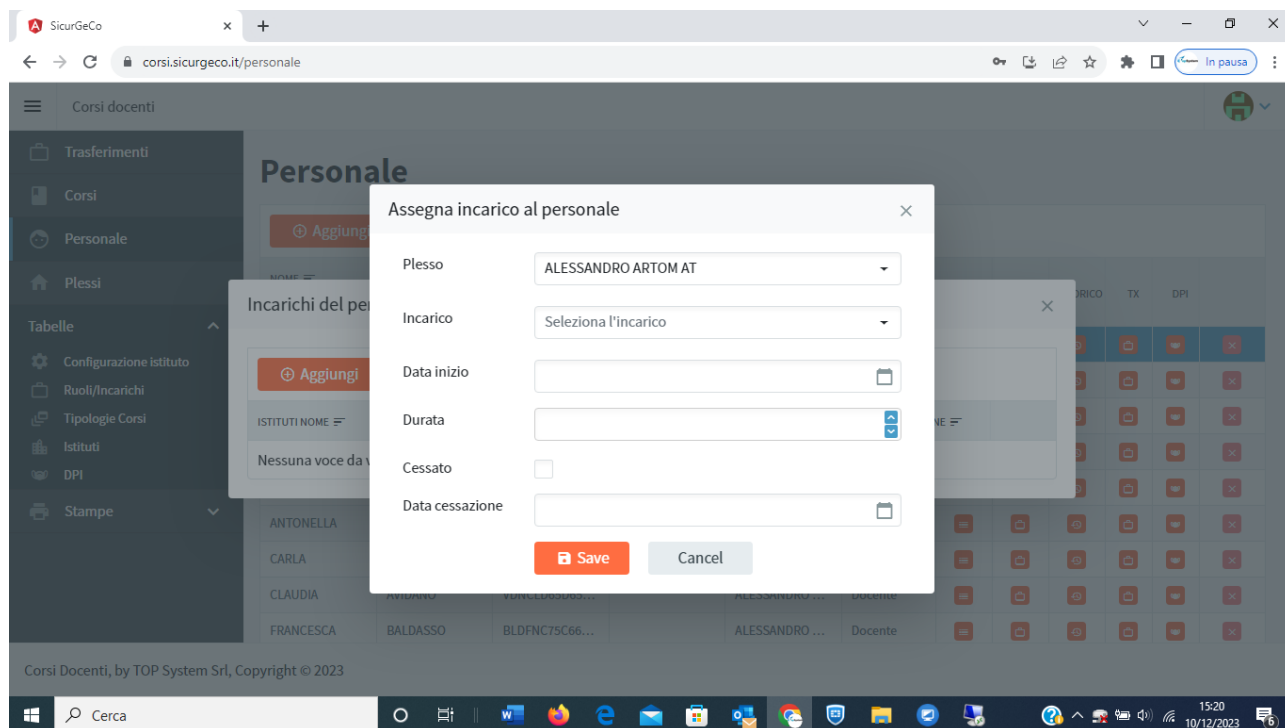 SicurGeCo
corsi.sicurgeco.it/personale
In pausa
Corsi docenti
Trasferimenti
Corsi
Personale
Plessi
Tabelle
Configurazione istituto
Ruoli/Incarichi
Tipologie Corsi
Istituti
DPI
Stampe
Personale
Aggiungi
NOME
TX DPI
Incarichi del per
Aggiungi
ISTITUTI NOME
Nessuna voce da v
Assegna incarico al personale
Plesso ALESSANDRO ARTOM AT
Incarico Seleziona l'incarico
Data inizio
Durata
Cessato
Data cessazione
Save Cancel
ANTONELLA
CARLA
CLAUDIA AVIDANO ALESSANDRO ... Docente
FRANCESCA BALDASSO BLDFNC75C66... ALESSANDRO ... Docente
Corsi Docenti, by TOP System Srl, Copyright © 2023
Cerca
15:20
10/12/2023